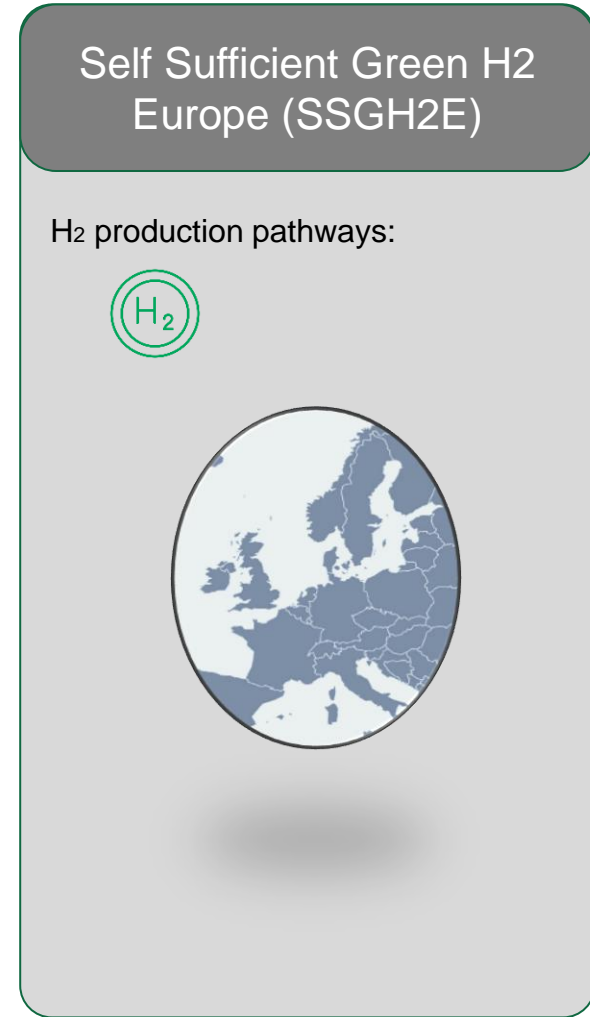 Self Sufficient Green H2
Europe (SSGH2E)
H₂ production pathways:
H₂